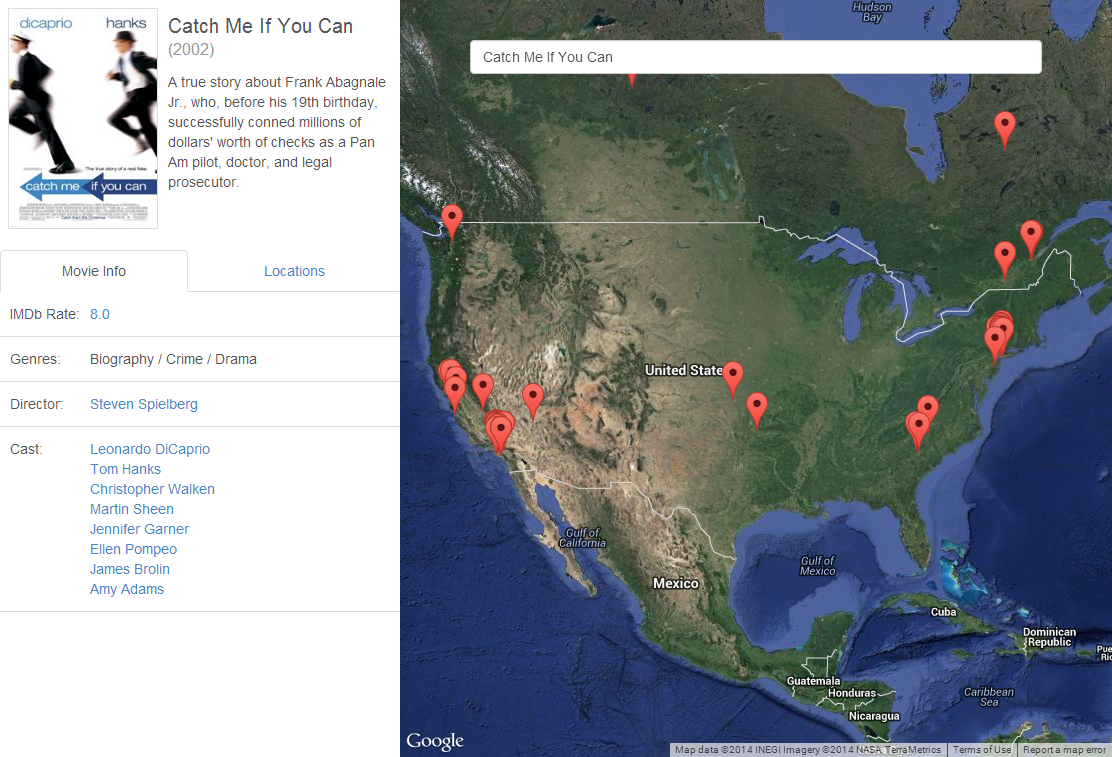 dicaprio hanks
The true story of a real fake.
catch me if you can
Catch Me If You Can
(2002)
A true story about Frank Abagnale
Jr., who, before his 19th birthday,
successfully conned millions of
dollars' worth of checks as a Pan
Am pilot, doctor, and legal
prosecutor.
Movie Info
Locations
IMDb Rate: 8.0
Genres: Biography / Crime / Drama
Director: Steven Spielberg
Cast: Leonardo DiCaprio
Tom Hanks
Christopher Walken
Martin Sheen
Jennifer Garner
Ellen Pompeo
James Brolin
Amy Adams
Hudson
Bay
Catch Me If You Can
United State
Gulf of
California
Gulf of
Mexico
Mexico
Cuba
Dominican
Republic
Pue
Ric
Guatemala
Honduras
Caribbean
Sea
Nicaragua
Google
Map data ©2014 INEGI Imagery ©2014 NASA, TerraMetrics
Terms of Use
Report a map error